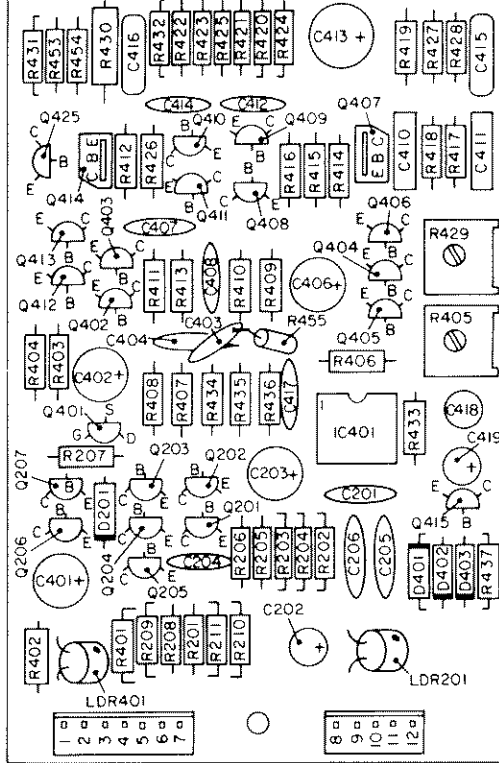 R431 R453 R454 R430 C416 R432 R422 R423 R425 R421 R420 R424 C413 + R419 R427 R428 C415
C414 C412
Q425 Q410 Q409 Q407
C B E
C B E
E C B
C B E R412 R426
R416 R415 R414
E B C C410 R418 R417 C411
Q414 Q403 Q411 Q408 Q406
C407
E C B
E C B
Q413 Q404 R429
Q412 R411 R413 C408 R410 R409 C406 +
Q402 C404 C403 R455 Q405 R405
R404 R403 C402 + R406
R408 R407 R434 R435 R436 C417
Q401 S G D
1 IC401 R433 C418
C419 +
R207
Q207 Q203 Q202 C203 +
C B E
C B E
B E C
D201 C201
E C B
Q415
Q206 Q204 Q201
C401 + Q205 C204 R206 R205 R203 R204 R202 C206 C205 D401 D402 D403 R437
R402 R401 R209 R208 R201 R211 R210 C202 +
LDR401 LDR201
1 2 3 4 5 6 7 8 9 10 11 12